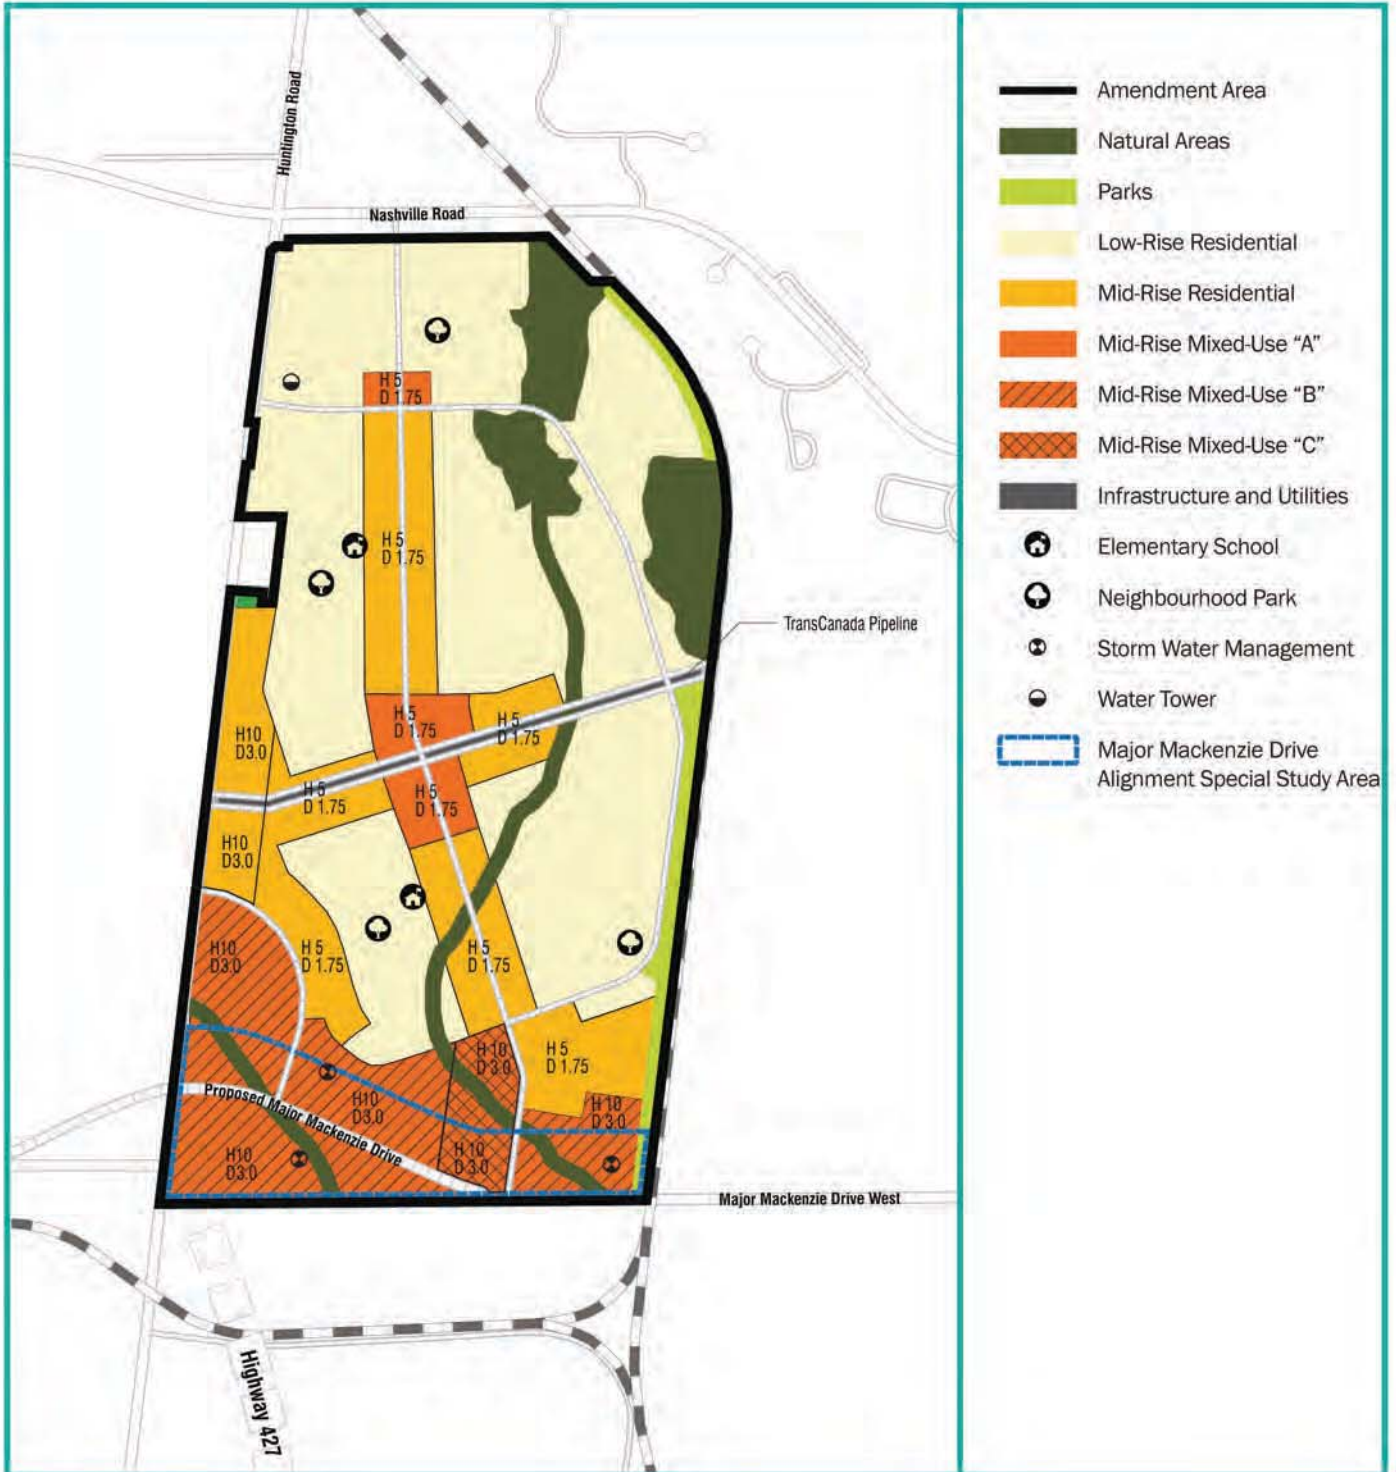 Huntington Road
Nashville Road
H 5
D 1.75
H 5
D 1.75
TransCanada Pipeline
H 5
D 1.75
H 5
D 1.75
H10
D3.0
H 5
D 1.75
H 5
D 1.75
H10
D3.0
H10
D3.0
H 5
D 1.75
H 5
D 1.75
H 10
D 3.0
H 5
D 1.75
Proposed Major Mackenzie Drive
H10
D3.0
H 10
D 3.0
H10
D3.0
H 10
D 3.0
Major Mackenzie Drive West
Highway 427
Amendment Area
Natural Areas
Parks
Low-Rise Residential
Mid-Rise Residential
Mid-Rise Mixed-Use “A”
Mid-Rise Mixed-Use “B”
Mid-Rise Mixed-Use “C”
Infrastructure and Utilities
Elementary School
Neighbourhood Park
Storm Water Management
Water Tower
Major Mackenzie Drive
Alignment Special Study Area